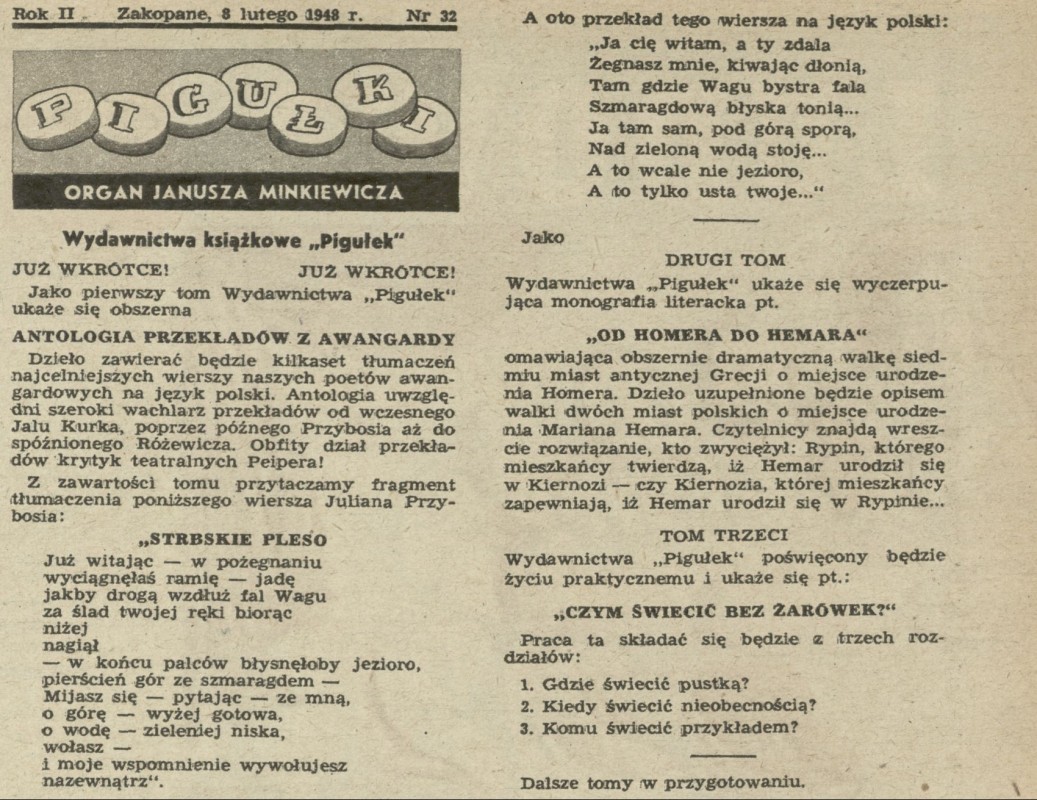 Rok II Zakopane, 8 lutego 1948 r. Nr 32
PIGUŁKI
ORGAN JANUSZA MINKIEWICZA
Wydawnictwa książkowe „Pigułek“
JUŻ WKRÓTCE! JUŻ WKRÓTCE!
Jako pierwszy tom Wydawnictwa „Pigułek“
ukaże się obszerna
ANTOLOGIA PRZEKŁADÓW Z AWANGARDY
Dzieło zawierać będzie kilkaset tłumaczeń
najcelniejszych wierszy naszych poetów awan-
gardowych na język polski. Antologia uwzglę-
dni szeroki wachlarz przekładów od wczesnego
Jalu Kurka, poprzez późnego Przybosia aż do
spóźnionego Różewicza. Obfity dział przekła-
dów krytyk teatralnych Peipera!
Z zawartości tomu przytaczamy fragment
tłumaczenia poniższego wiersza Juliana Przy-
bosia:
„STRBSKIE PLESO
Już witając — w pożegnaniu
wyciągnęłaś ramię — jadę
jakby drogą wzdłuż fal Wagu
za ślad twojej ręki biorąc
niżej
nagiął
— w końcu palców błysnęłoby jezioro,
pierścień gór ze szmaragdem —
Mijasz się — pytając — ze mną,
o górę — wyżej gotowa,
o wodę — zieleniej niska,
wołasz —
i moje wspomnienie wywołujesz
nazewnątrz“.
A oto przekład tego wiersza na język polski:
„Ja cię witam, a ty zdala
Żegnasz mnie, kiwając dłonią,
Tam gdzie Wagu bystra fala
Szmaragdową błyska tonią...
Ja tam sam, pod górą sporą,
Nad zieloną wodą stoję...
A to wcale nie jezioro,
A to tylko usta twoje...“
Jako
DRUGI TOM
Wydawnictwa „Pigułek“ ukaże się wyczerpu-
jąca monografia literacka pt.
„OD HOMERA DO HEMARA“
omawiająca obszernie dramatyczną walkę sied-
miu miast antycznej Grecji o miejsce urodze-
nia Homera. Dzieło uzupełnione będzie opisem
walki dwóch miast polskich o miejsce urodze-
nia Mariana Hemara. Czytelnicy znajdą wresz-
cie rozwiązanie, kto zwyciężył: Rypin, którego
mieszkańcy twierdzą, iż Hemar urodził się
w Kiernozi — czy Kiernozia, której mieszkańcy
zapewniają, iż Hemar urodził się w Rypinie...
TOM TRZECI
Wydawnictwa „Pigułek“ poświęcony będzie
życiu praktycznemu i ukaże się pt.:
„CZYM ŚWIECIĆ BEZ ŻARÓWEK?“
Praca ta składać się będzie z trzech roz-
działów:
1. Gdzie świecić pustką?
2. Kiedy świecić nieobecnością?
3. Komu świecić przykładem?
Dalsze tomy w przygotowaniu.